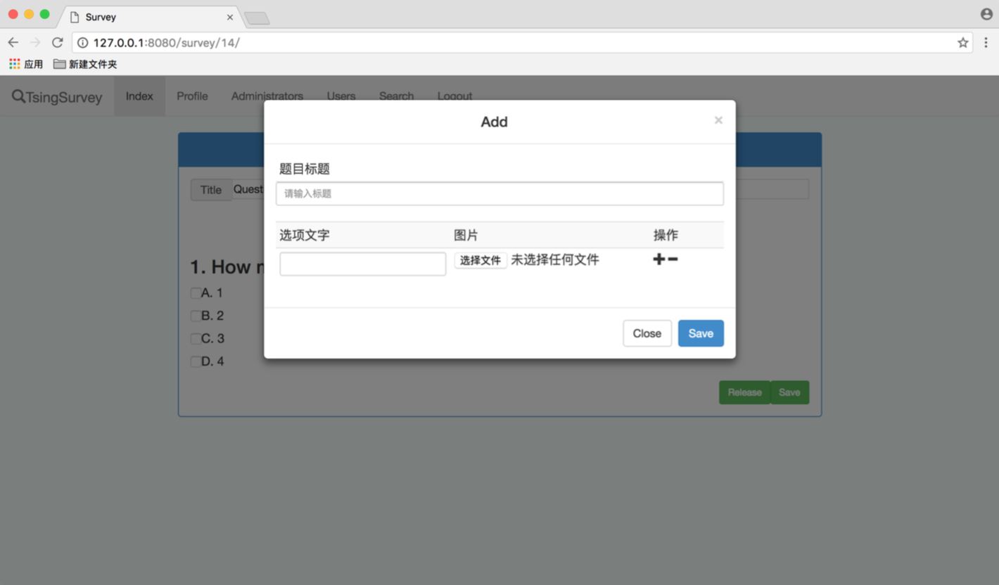 Survey
127.0.0.1:8080/survey/14/
应用 新建文件夹
TsingSurvey Index Profile Administrators Users Search Logout
Add
题目标题
Title
请输入标题
选项文字 图片 操作
选择文件 未选择任何文件
1. How
A. 1
B. 2
C. 3
D. 4
Close Save
Release Save